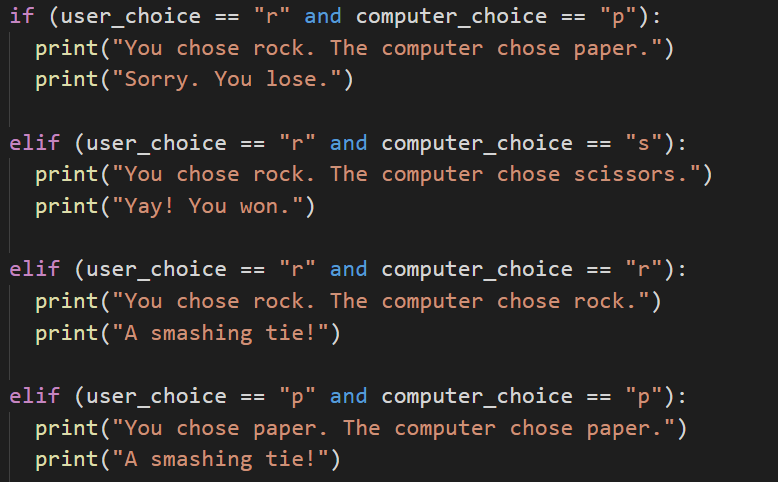 if (user_choice == "r" and computer_choice == "p"):
  print("You chose rock. The computer chose paper.")
  print("Sorry. You lose.")

elif (user_choice == "r" and computer_choice == "s"):
  print("You chose rock. The computer chose scissors.")
  print("Yay! You won.")

elif (user_choice == "r" and computer_choice == "r"):
  print("You chose rock. The computer chose rock.")
  print("A smashing tie!")

elif (user_choice == "p" and computer_choice == "p"):
  print("You chose paper. The computer chose paper.")
  print("A smashing tie!")